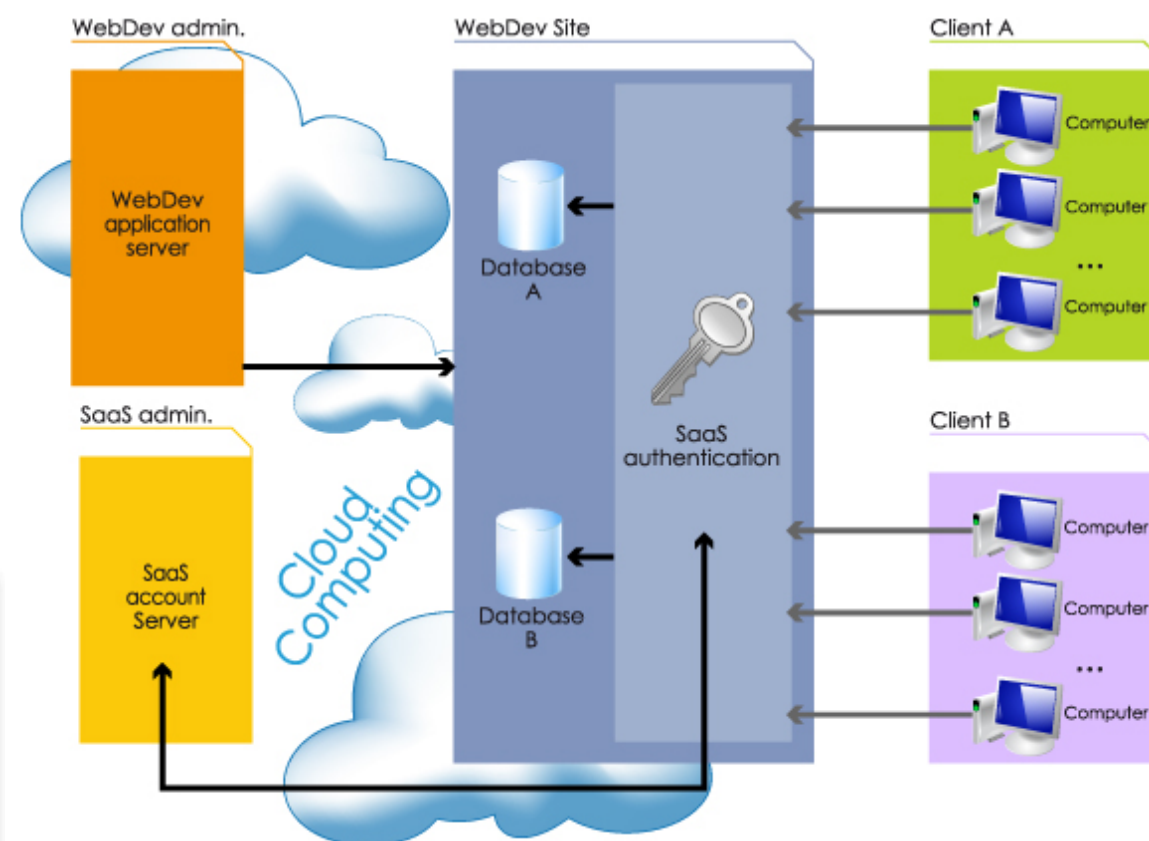 WebDev admin.
WebDev
application
server
SaaS admin.
SaaS
account
Server
Cloud
Computing
WebDev Site
Database
A
SaaS
authentication
Database
B
Client A
Computer
Computer
...
Computer
Client B
Computer
Computer
...
Computer